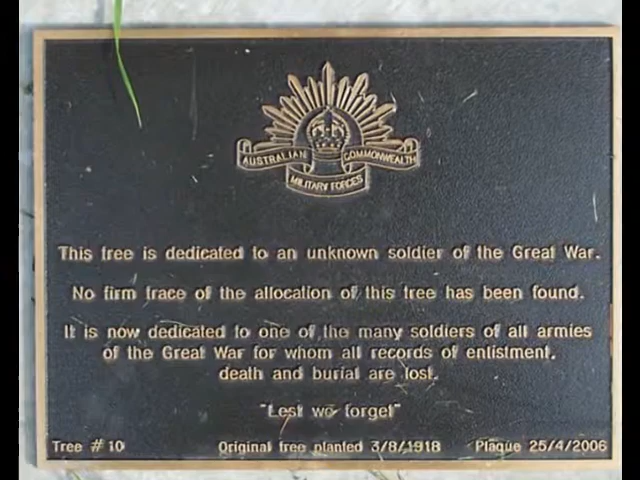 AUSTRALIAN COMMONWEALTH
MILITARY FORCES
This tree is dedicated to an unknown soldier of the Great War.
No firm trace of the allocation of this tree has been found.
It is now dedicated to one of the many soldiers of all armies
of the Great War for whom all records of enlistment,
death and burial are lost.
"Lest we forget"
Tree # 10 Original tree planted 3/8/1918 Plaque 25/4/2006